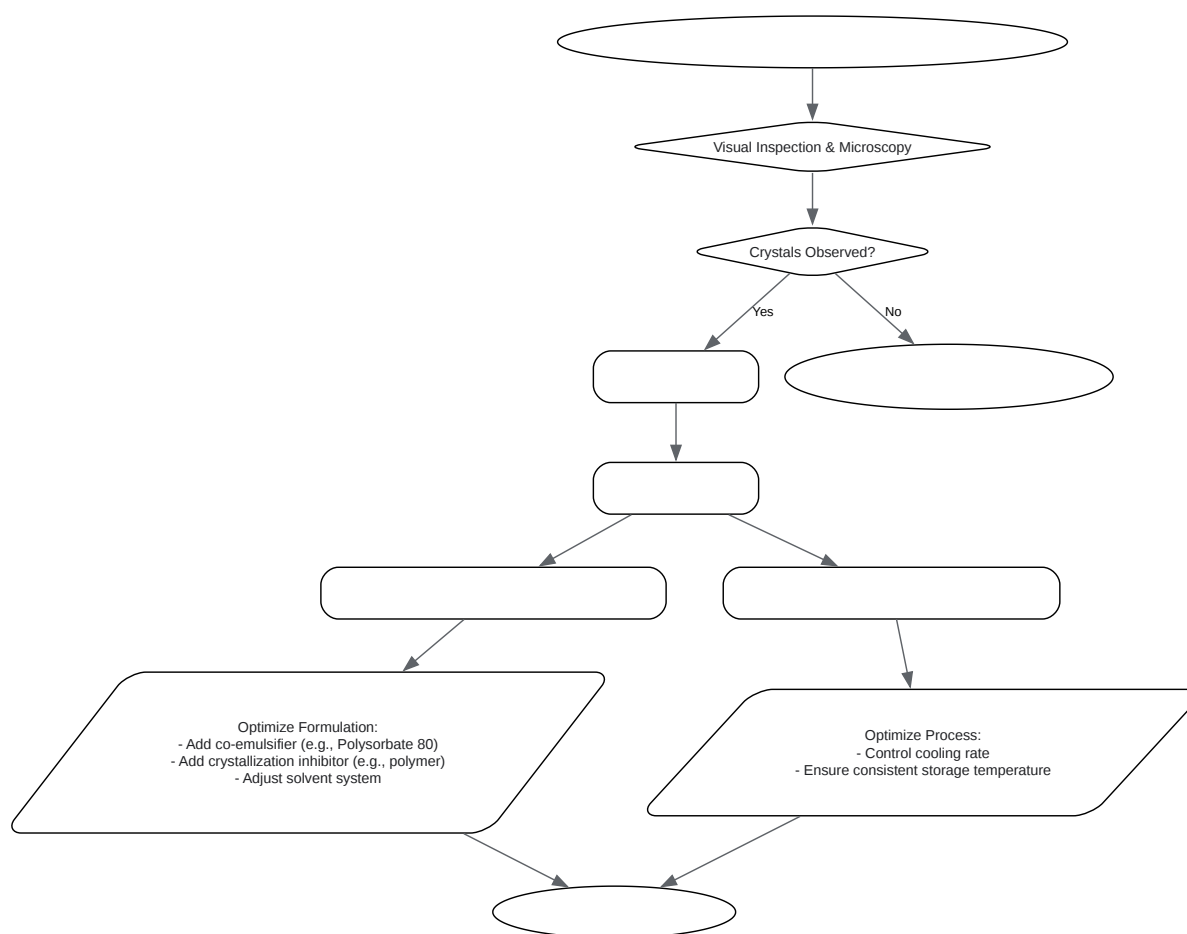 Visual Inspection & Microscopy
Crystals Observed?
Yes
No
Optimize Formulation:
- Add co-emulsifier (e.g., Polysorbate 80)
- Add crystallization inhibitor (e.g., polymer)
- Adjust solvent system
Optimize Process:
- Control cooling rate
- Ensure consistent storage temperature